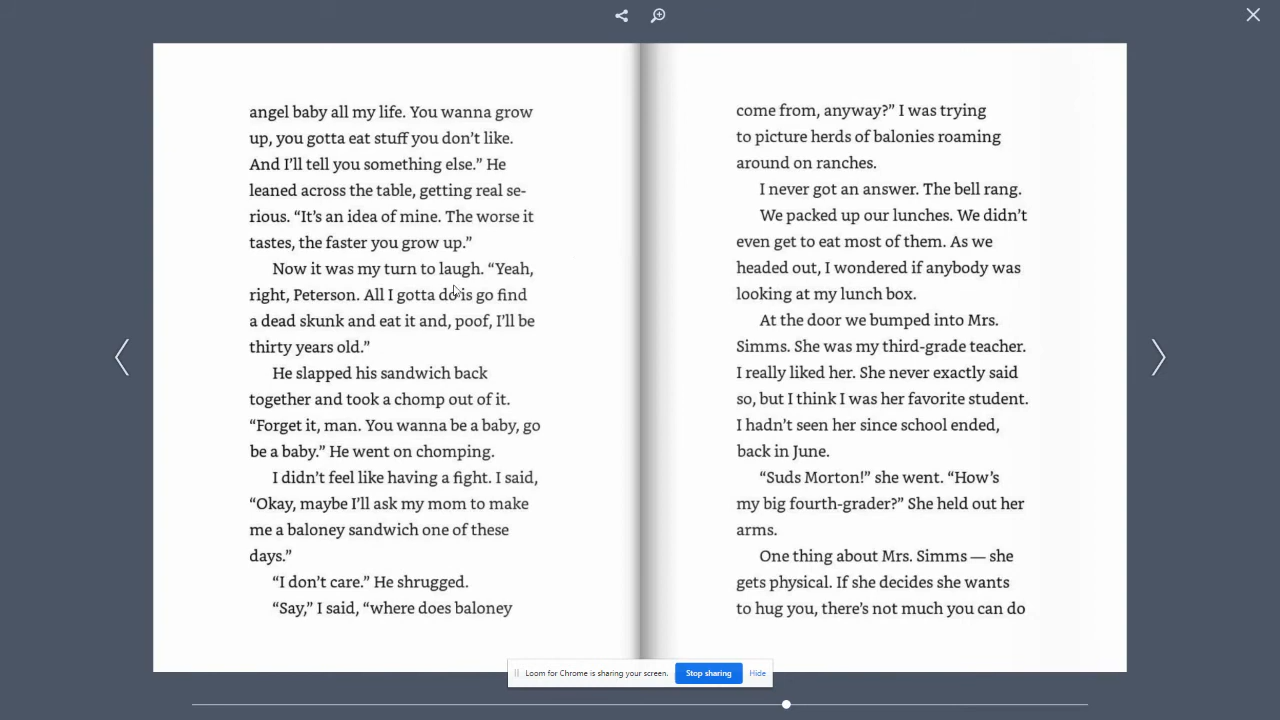 angel baby all my life. You wanna grow
up, you gotta eat stuff you don’t like.
And I’ll tell you something else.” He
leaned across the table, getting real se-
rious. “It’s an idea of mine. The worse it
tastes, the faster you grow up.”
Now it was my turn to laugh. “Yeah,
right, Peterson. All I gotta do is go find
a dead skunk and eat it and, poof, I’ll be
thirty years old.”
He slapped his sandwich back
together and took a chomp out of it.
“Forget it, man. You wanna be a baby, go
be a baby.” He went on chomping.
I didn’t feel like having a fight. I said,
“Okay, maybe I’ll ask my mom to make
me a baloney sandwich one of these
days.”
“I don’t care.” He shrugged.
“Say,” I said, “where does baloney
come from, anyway?” I was trying
to picture herds of balonies roaming
around on ranches.
I never got an answer. The bell rang.
We packed up our lunches. We didn’t
even get to eat most of them. As we
headed out, I wondered if anybody was
looking at my lunch box.
At the door we bumped into Mrs.
Simms. She was my third-grade teacher.
I really liked her. She never exactly said
so, but I think I was her favorite student.
I hadn’t seen her since school ended,
back in June.
“Suds Morton!” she went. “How’s
my big fourth-grader?” She held out her
arms.
One thing about Mrs. Simms — she
gets physical. If she decides she wants
to hug you, there’s not much you can do
Loom for Chrome is sharing your screen. Stop sharing Hide